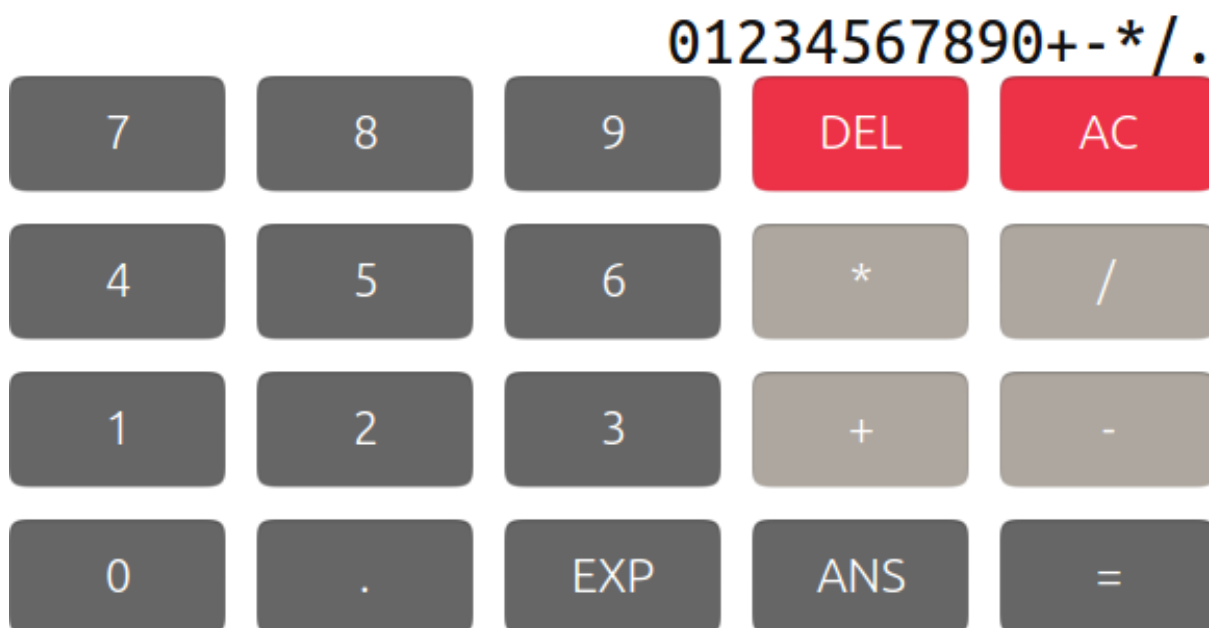 01234567890+-*/.
7 8 9 DEL AC
4 5 6 * /
1 2 3 + -
0 . EXP ANS =